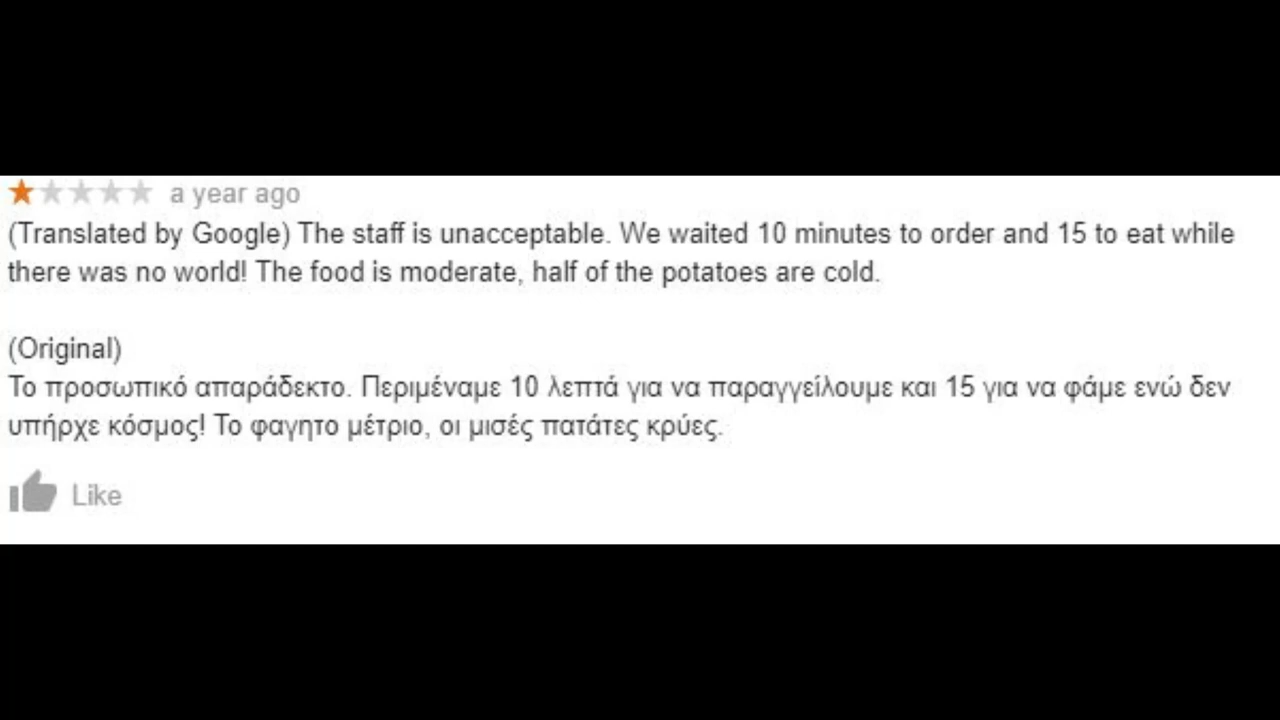 a year ago
(Translated by Google) The staff is unacceptable. We waited 10 minutes to order and 15 to eat while
there was no world! The food is moderate, half of the potatoes are cold.
(Original)
Το προσωπικό απαράδεκτο. Περιμέναμε 10 λεπτά για να παραγγείλουμε και 15 για να φάμε ενώ δεν
υπήρχε κόσμος! Το φαγητο μέτριο, οι μισές πατάτες κρύες.
Like